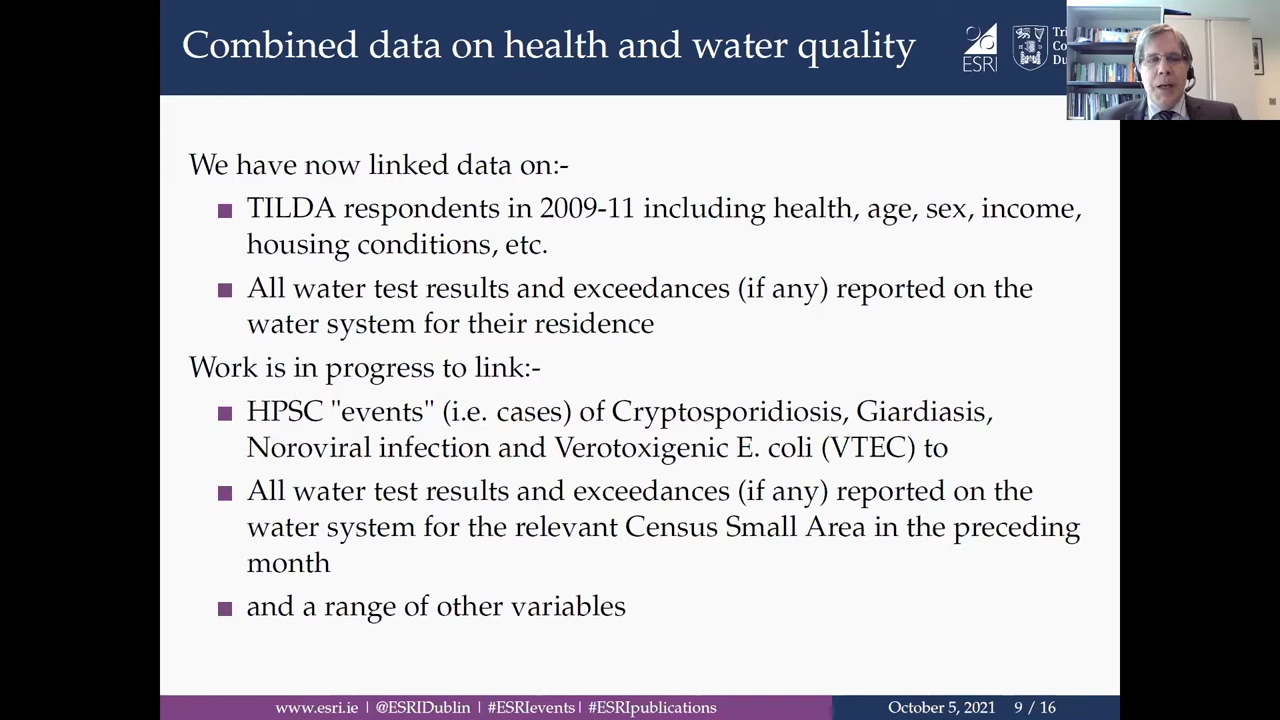 Combined data on health and water quality
ESRI
We have now linked data on:-
TILDA respondents in 2009-11 including health, age, sex, income,
housing conditions, etc.
All water test results and exceedances (if any) reported on the
water system for their residence
Work is in progress to link:-
HPSC "events" (i.e. cases) of Cryptosporidiosis, Giardiasis,
Noroviral infection and Verotoxigenic E. coli (VTEC) to
All water test results and exceedances (if any) reported on the
water system for the relevant Census Small Area in the preceding
month
and a range of other variables
www.esri.ie | @ESRIDublin | #ESRIevents| #ESRIpublications
October 5, 2021 9 / 16